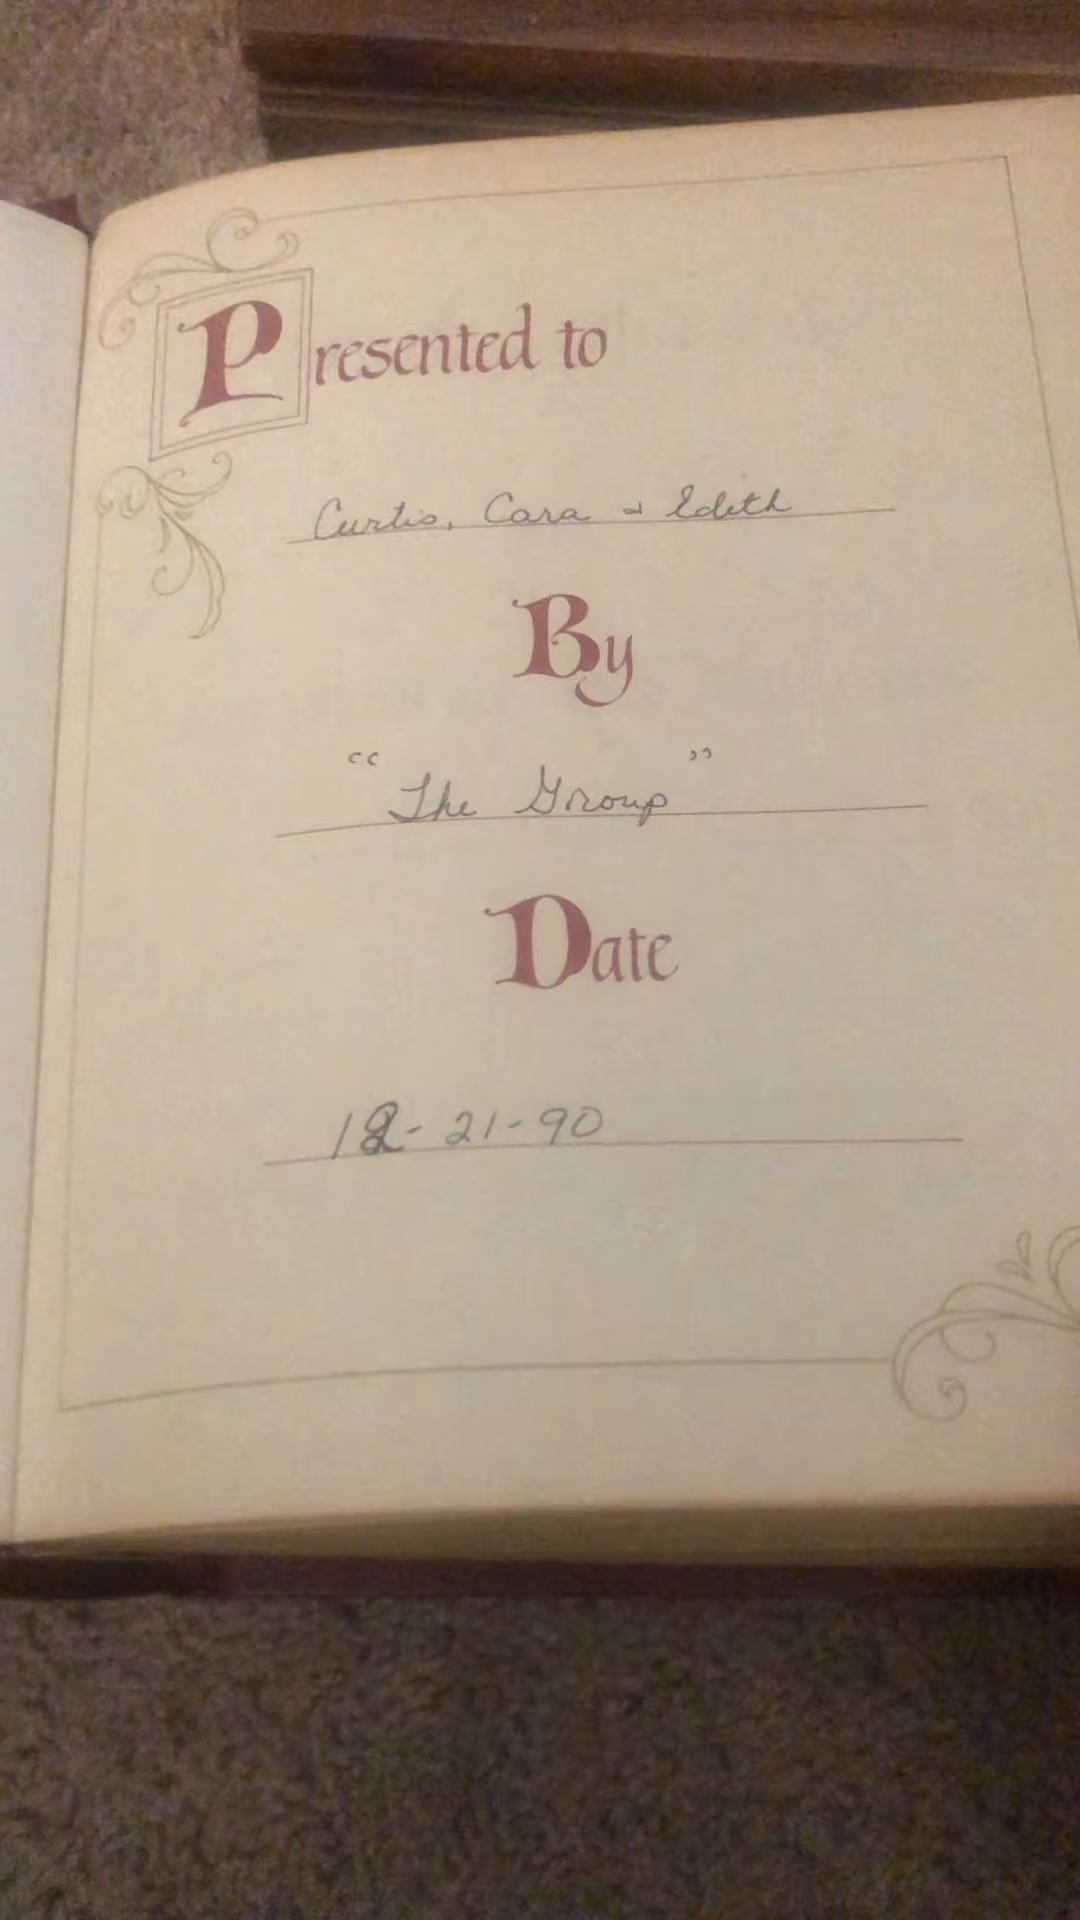 Presented to
Curtis, Cara & Edith
By
"The Group"
Date
12-21-90